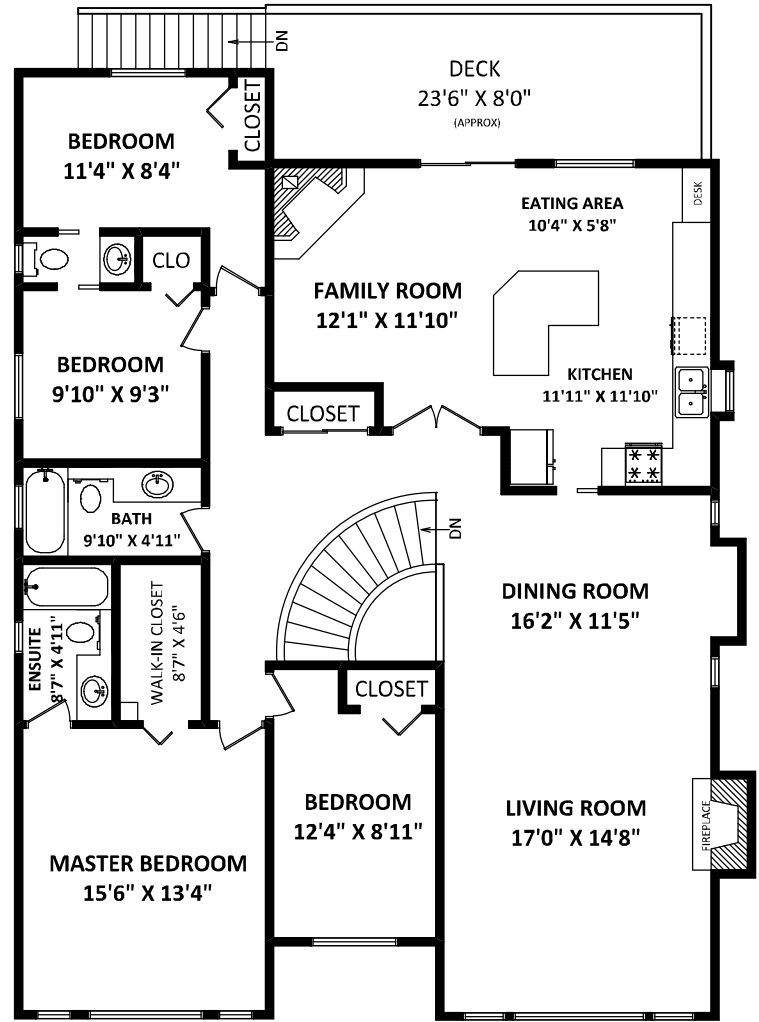 DN
DECK
23'6" X 8'0"
(APPROX)
CLOSET
BEDROOM
11'4" X 8'4"
EATING AREA
10'4" X 5'8"
DESK
CLO
FAMILY ROOM
12'1" X 11'10"
BEDROOM
9'10" X 9'3"
KITCHEN
11'11" X 11'10"
CLOSET
BATH
9'10" X 4'11"
DN
DINING ROOM
16'2" X 11'5"
ENSUITE
8'7" X 4'11"
WALK-IN CLOSET
8'7" X 4'6"
CLOSET
BEDROOM
12'4" X 8'11"
LIVING ROOM
17'0" X 14'8"
FIREPLACE
MASTER BEDROOM
15'6" X 13'4"